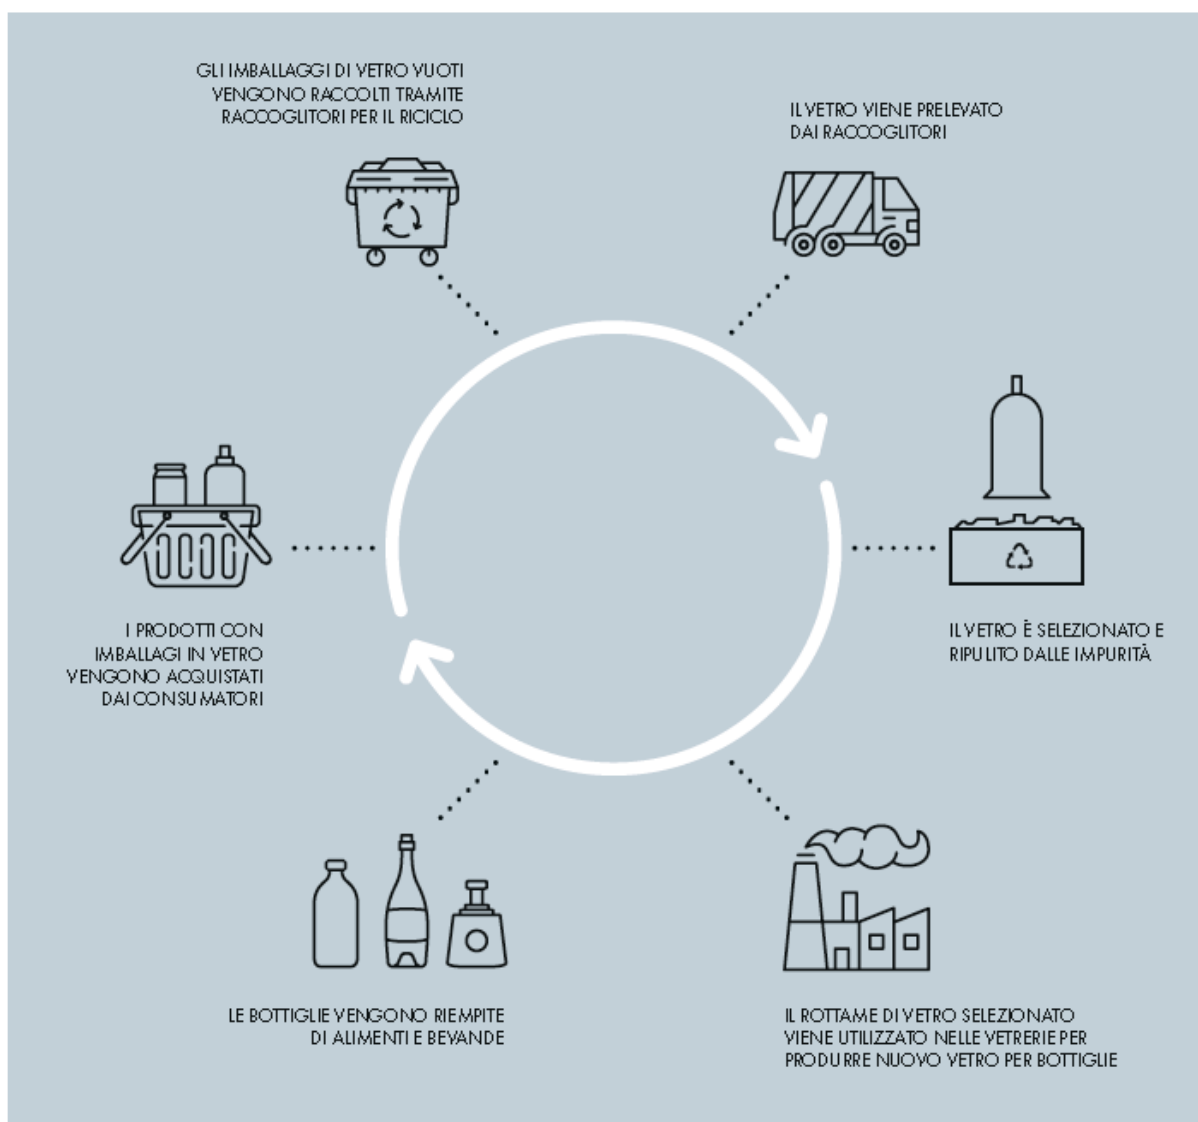 GLI IMBALLAGGI DI VETRO VUOTI
VENGONO RACCOLTI TRAMITE
RACCOGLITORI PER IL RICICLO
IL VETRO VIENE PRELEVATO
DAI RACCOGLITORI
IL VETRO È SELEZIONATO E
RIPULITO DALLE IMPURITÀ
I PRODOTTI CON
IMBALLAGI IN VETRO
VENGONO ACQUISTATI
DAI CONSUMATORI
LE BOTTIGLIE VENGONO RIEMPITE
DI ALIMENTI E BEVANDE
IL ROTTAME DI VETRO SELEZIONATO
VIENE UTILIZZATO NELLE VETRERIE PER
PRODURRE NUOVO VETRO PER BOTTIGLIE